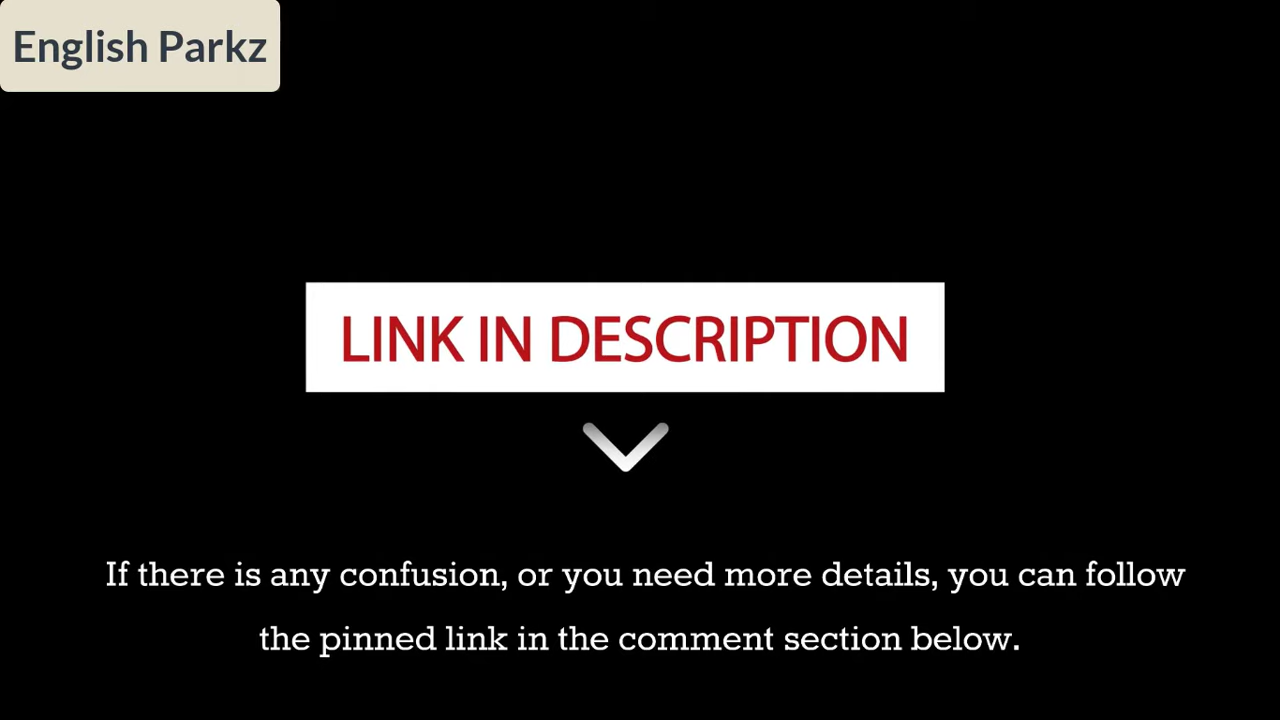 English Parkz
LINK IN DESCRIPTION
If there is any confusion, or you need more details, you can follow
the pinned link in the comment section below.